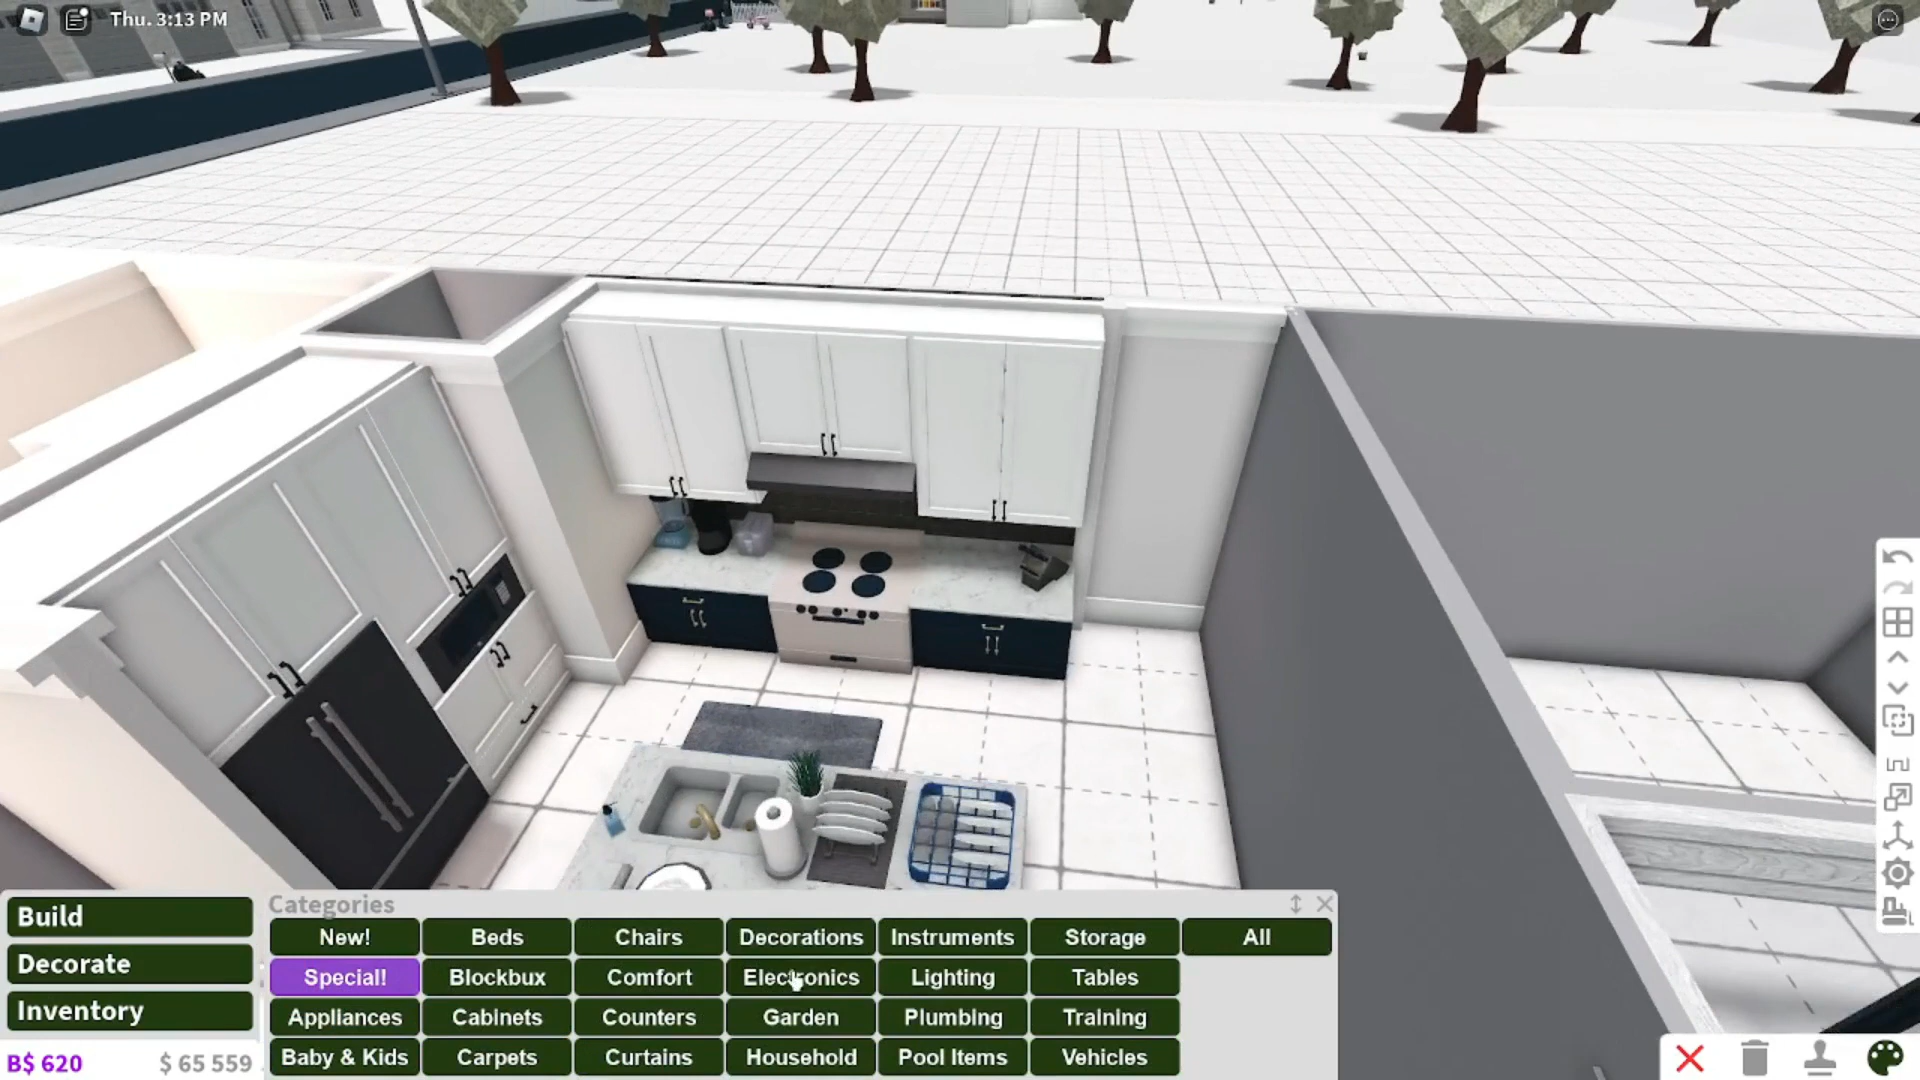 Thu. 3:13 PM
Build
Decorate
Inventory
B$ 620
$ 65 559
Categories
New! Beds Chairs Decorations Instruments Storage All
Special! Blockbux Comfort Electronics Lighting Tables
Appliances Cabinets Counters Garden Plumbing Training
Baby & Kids Carpets Curtains Household Pool Items Vehicles